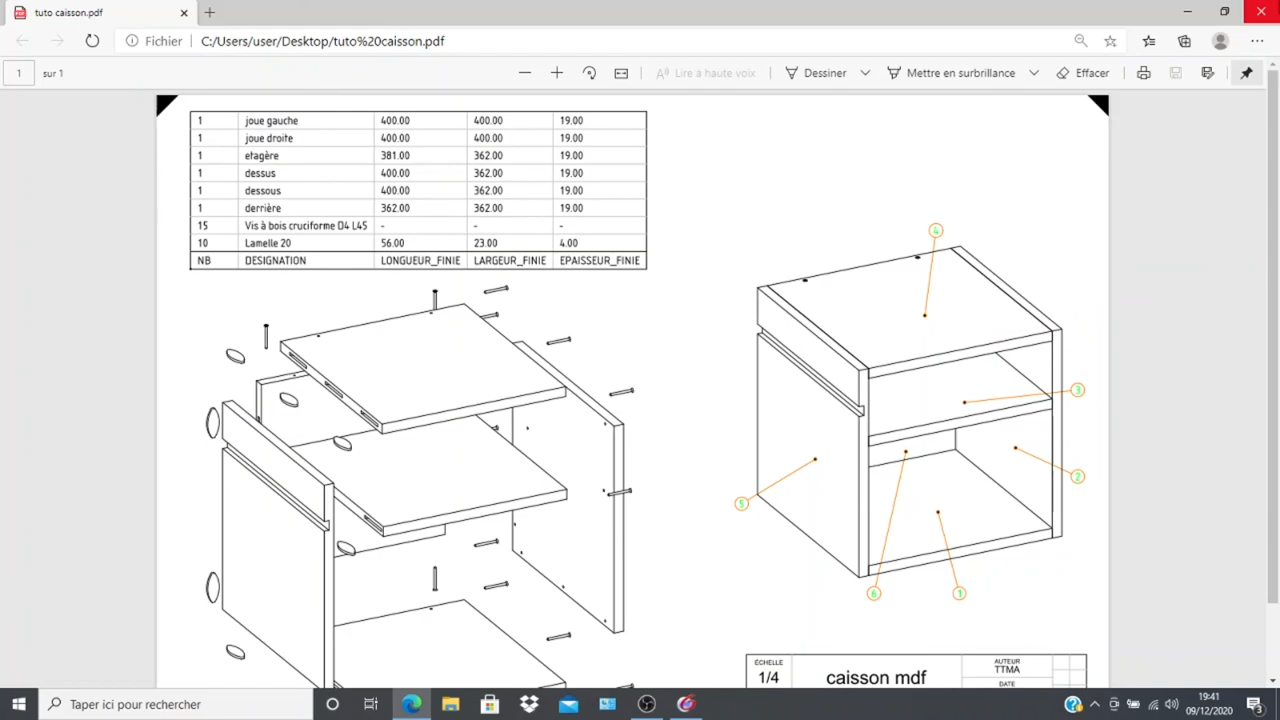 tuto caisson.pdf
Fichier C:/Users/user/Desktop/tuto%20caisson.pdf
1 sur 1 Lire à haute voix Dessiner Mettre en surbrillance Effacer
1 joue gauche 400.00 400.00 19.00
1 joue droite 400.00 400.00 19.00
1 etagère 381.00 362.00 19.00
1 dessus 400.00 362.00 19.00
1 dessous 400.00 362.00 19.00
1 derrière 362.00 362.00 19.00
15 Vis à bois cruciforme D4 L45 - - -
10 Lamelle 20 56.00 23.00 4.00
NB DESIGNATION LONGUEUR_FINIE LARGEUR_FINIE EPAISSEUR_FINIE
4
3
2
5
6
1
ÉCHELLE
1/4
caisson mdf
AUTEUR
TTMA
DATE
Taper ici pour rechercher
19:41
09/12/2020
3